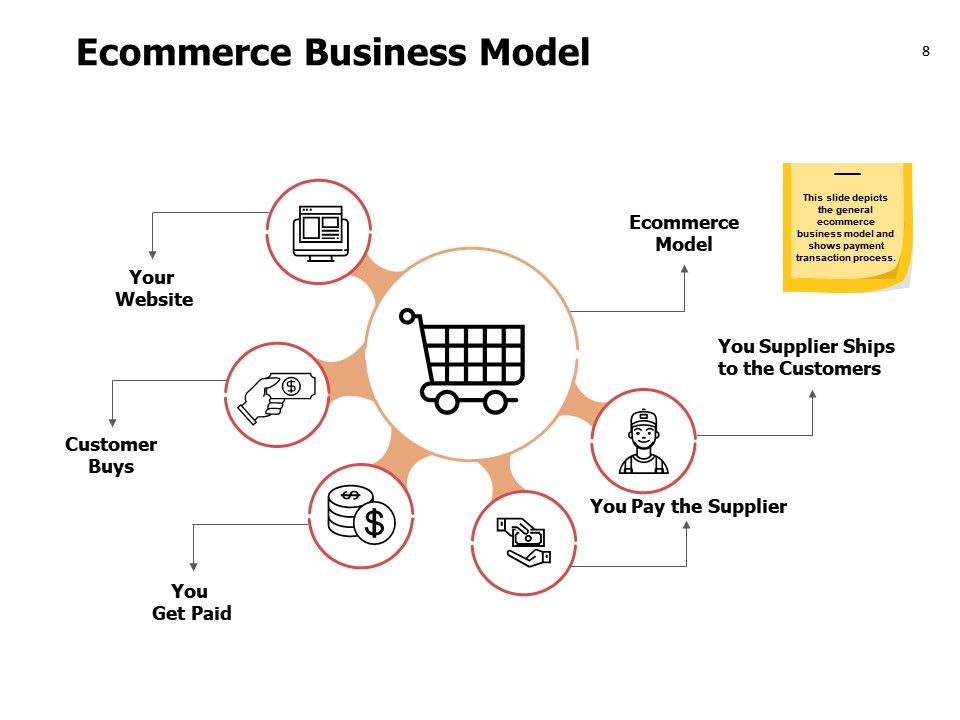 Ecommerce Business Model
8
This slide depicts
the general
ecommerce
business model and
shows payment
transaction process.
Ecommerce
Model
Your
Website
You Supplier Ships
to the Customers
Customer
Buys
You Pay the Supplier
You
Get Paid
$
$
$